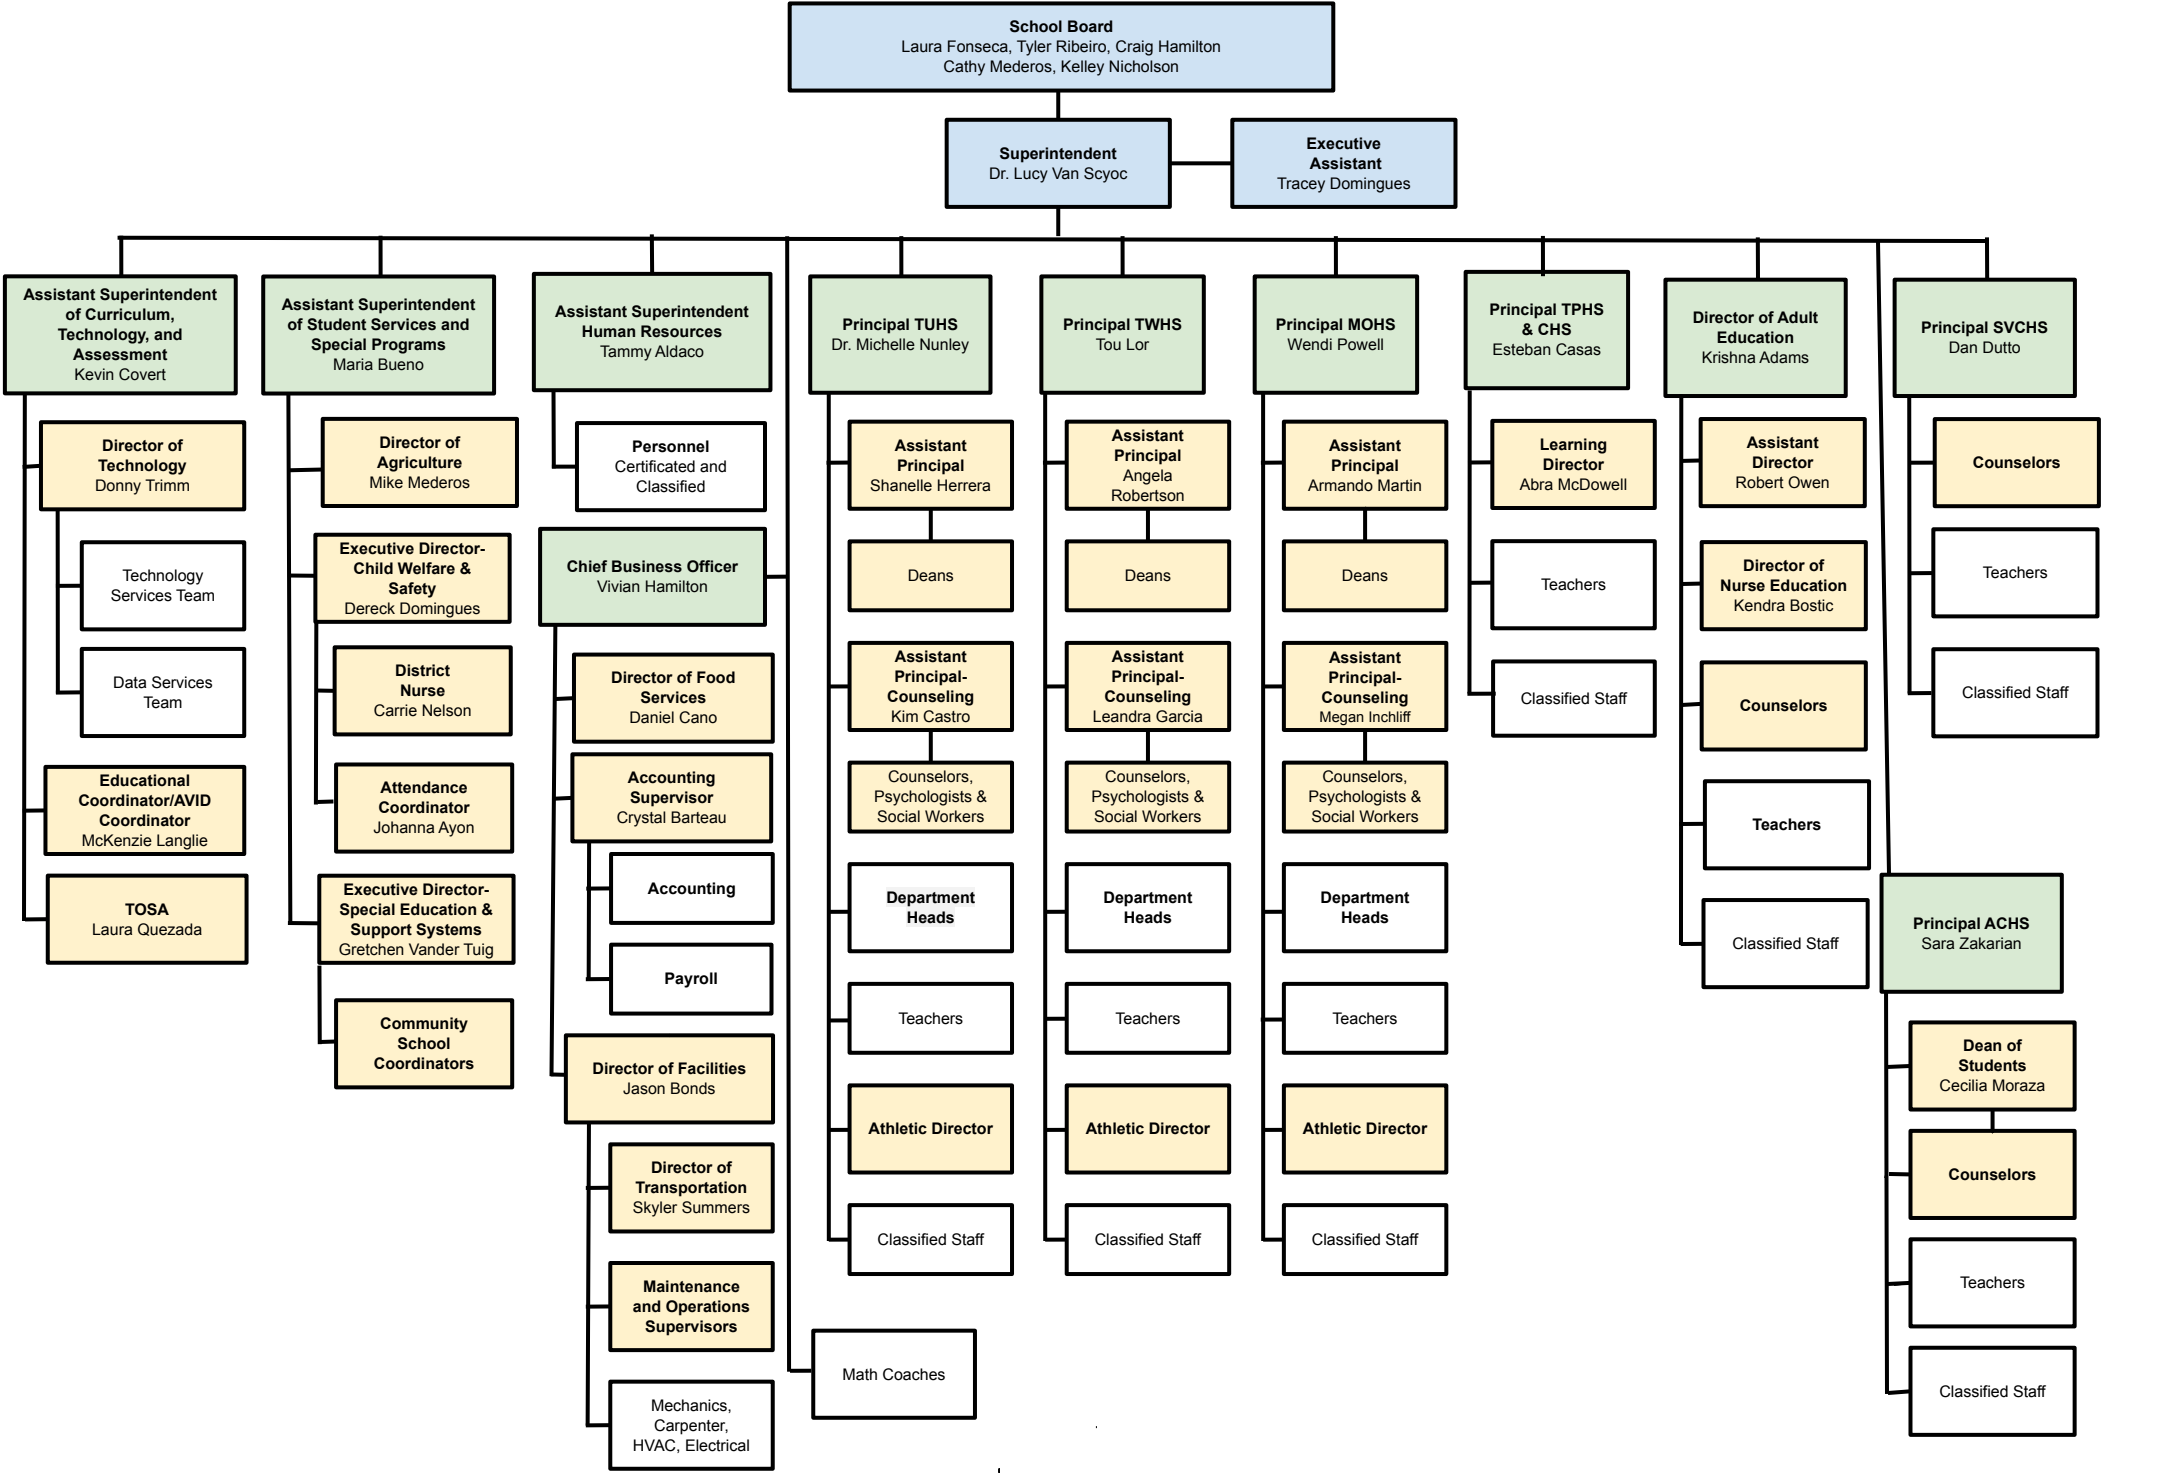 School Board
Laura Fonseca, Tyler Ribeiro, Craig Hamilton
Cathy Mederos, Kelley Nicholson
Superintendent
Dr. Lucy Van Scyoc
Executive
Assistant
Tracey Domingues
Assistant Superintendent
of Curriculum,
Technology, and
Assessment
Kevin Covert
Director of
Technology
Donny Trimm
Technology
Services Team
Data Services
Team
Educational
Coordinator/AVID
Coordinator
McKenzie Langlie
TOSA
Laura Quezada
Assistant Superintendent
of Student Services and
Special Programs
Maria Bueno
Director of
Agriculture
Mike Mederos
Executive Director-
Child Welfare &
Safety
Dereck Domingues
District
Nurse
Carrie Nelson
Attendance
Coordinator
Johanna Ayon
Executive Director-
Special Education &
Support Systems
Gretchen Vander Tuig
Community
School
Coordinators
Assistant Superintendent
Human Resources
Tammy Aldaco
Personnel
Certificated and
Classified
Chief Business Officer
Vivian Hamilton
Director of Food
Services
Daniel Cano
Accounting
Supervisor
Crystal Barteau
Accounting
Payroll
Director of Facilities
Jason Bonds
Director of
Transportation
Skyler Summers
Maintenance
and Operations
Supervisors
Mechanics,
Carpenter,
HVAC, Electrical
Math Coaches
Principal TUHS
Dr. Michelle Nunley
Assistant
Principal
Shanelle Herrera
Deans
Assistant
Principal-
Counseling
Kim Castro
Counselors,
Psychologists &
Social Workers
Department
Heads
Teachers
Athletic Director
Classified Staff
Principal TWHS
Tou Lor
Assistant
Principal
Angela
Robertson
Deans
Assistant
Principal-
Counseling
Leandra Garcia
Counselors,
Psychologists &
Social Workers
Department
Heads
Teachers
Athletic Director
Classified Staff
Principal MOHS
Wendi Powell
Assistant
Principal
Armando Martin
Deans
Assistant
Principal-
Counseling
Megan Inchliff
Counselors,
Psychologists &
Social Workers
Department
Heads
Teachers
Athletic Director
Classified Staff
Principal TPHS
& CHS
Esteban Casas
Learning
Director
Abra McDowell
Teachers
Classified Staff
Director of Adult
Education
Krishna Adams
Assistant
Director
Robert Owen
Director of
Nurse Education
Kendra Bostic
Counselors
Teachers
Classified Staff
Principal SVCHS
Dan Dutto
Counselors
Teachers
Classified Staff
Principal ACHS
Sara Zakarian
Dean of
Students
Cecilia Moraza
Counselors
Teachers
Classified Staff